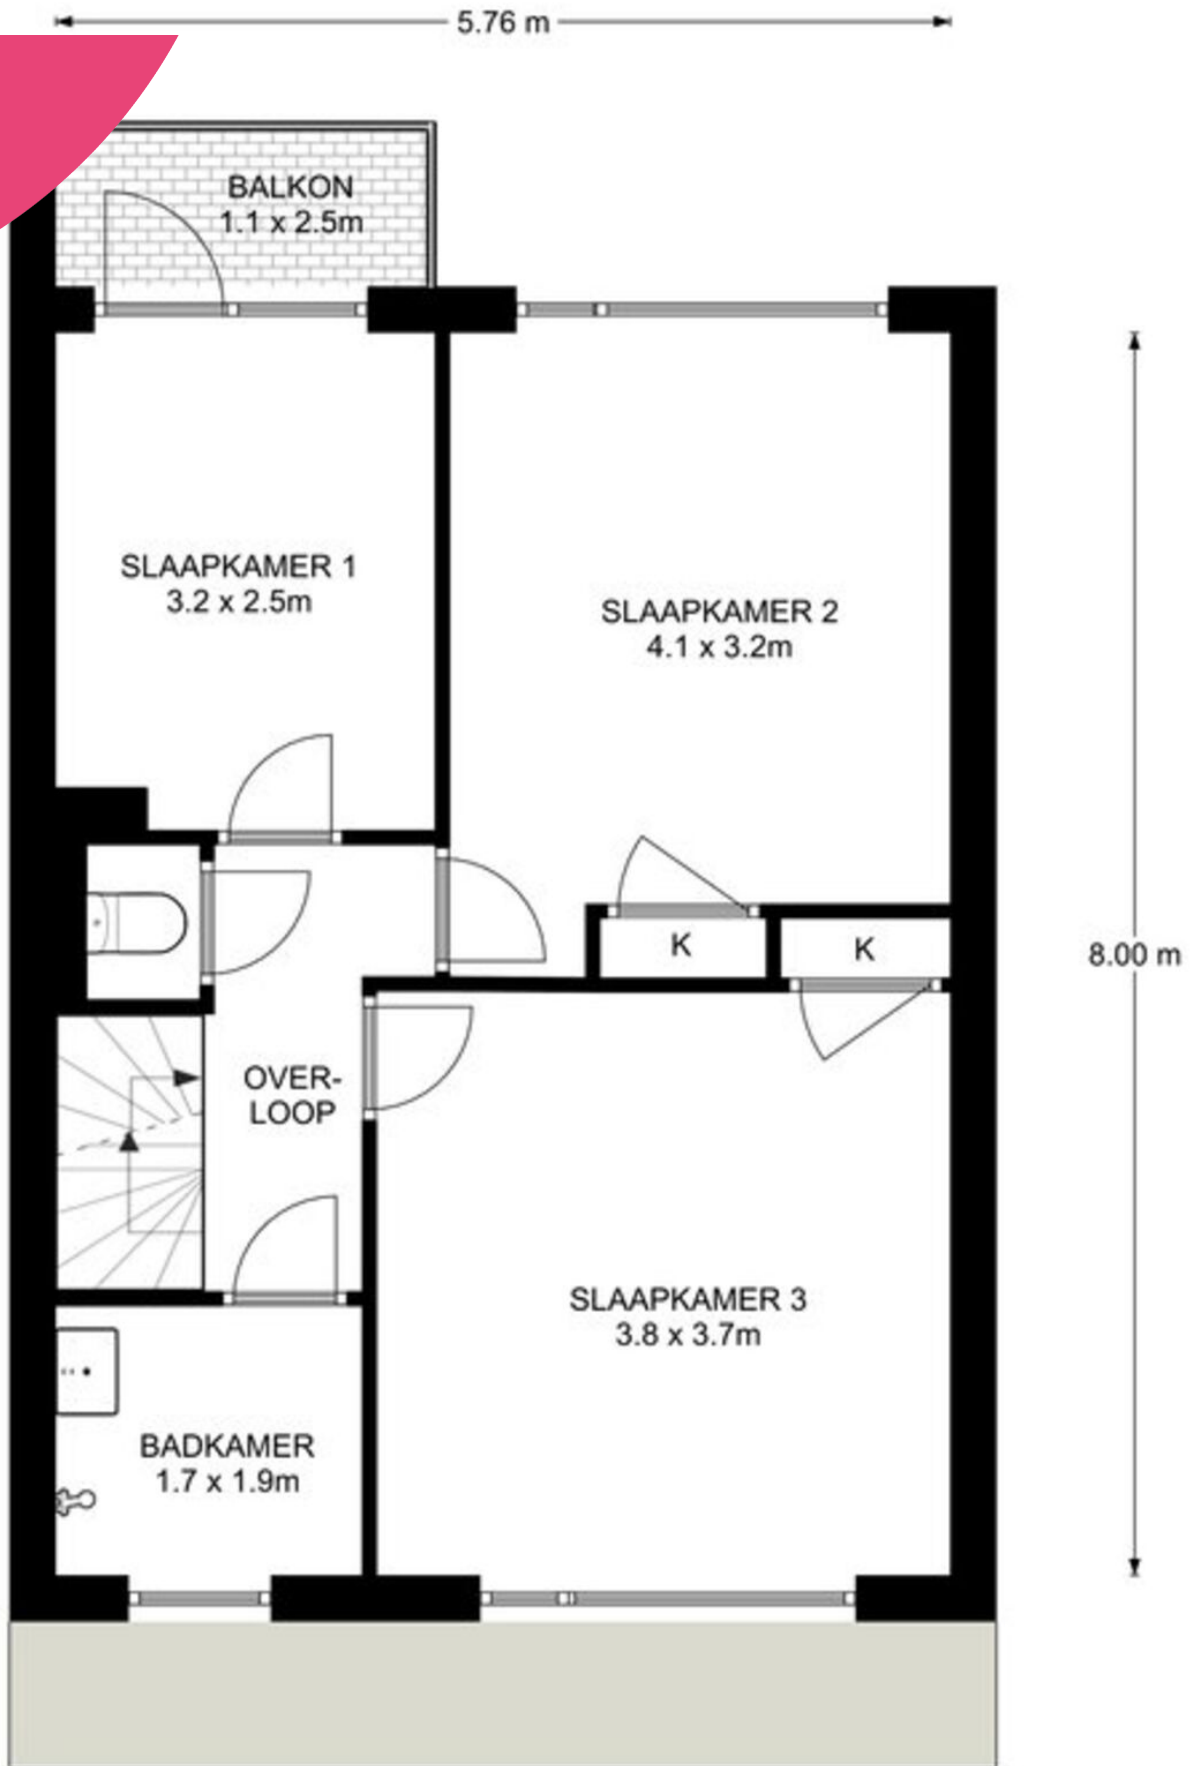 5.76 m
BALKON
1.1 x 2.5m
SLAAPKAMER 1
3.2 x 2.5m
SLAAPKAMER 2
4.1 x 3.2m
K
K
8.00 m
OVER-
LOOP
SLAAPKAMER 3
3.8 x 3.7m
BADKAMER
1.7 x 1.9m